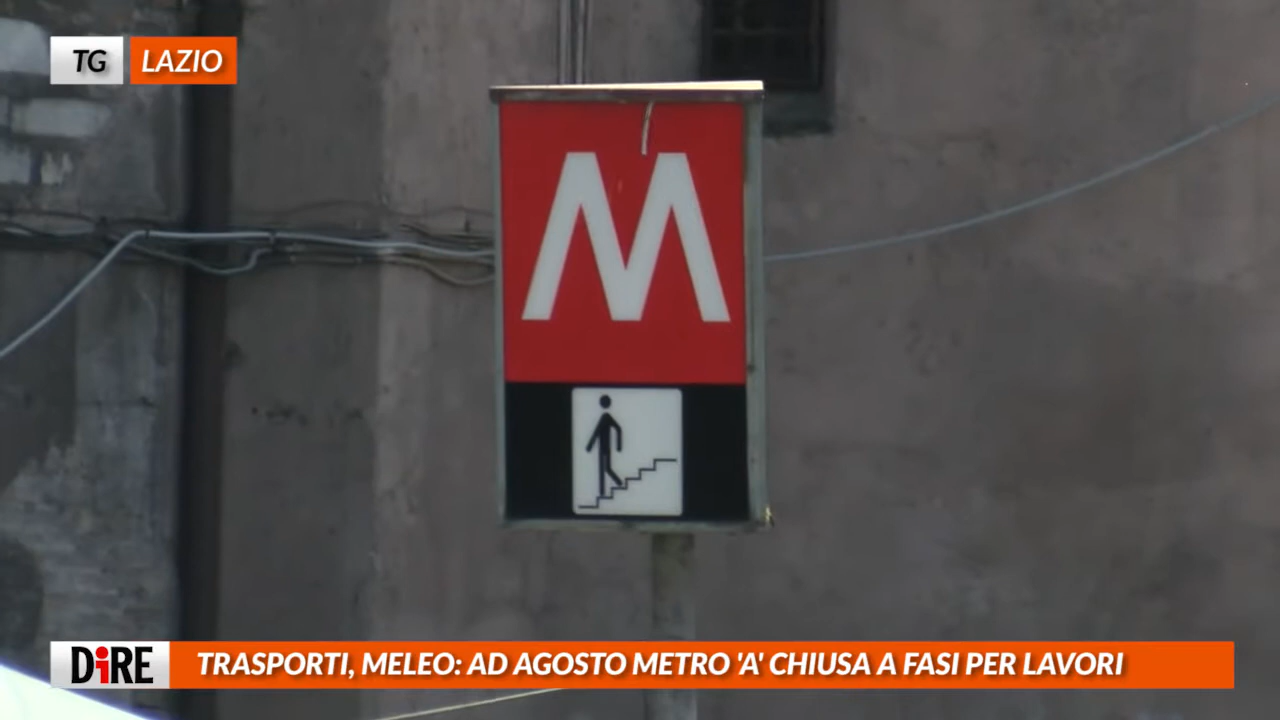 TG LAZIO
M
DiRE TRASPORTI, MELEO: AD AGOSTO METRO 'A' CHIUSA A FASI PER LAVORI